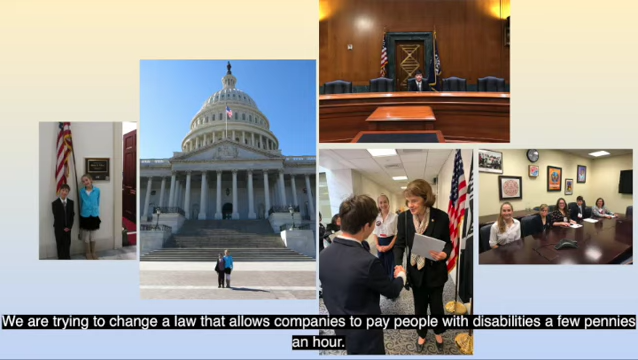 We are trying to change a law that allows companies to pay people with disabilities a few pennies
an hour.